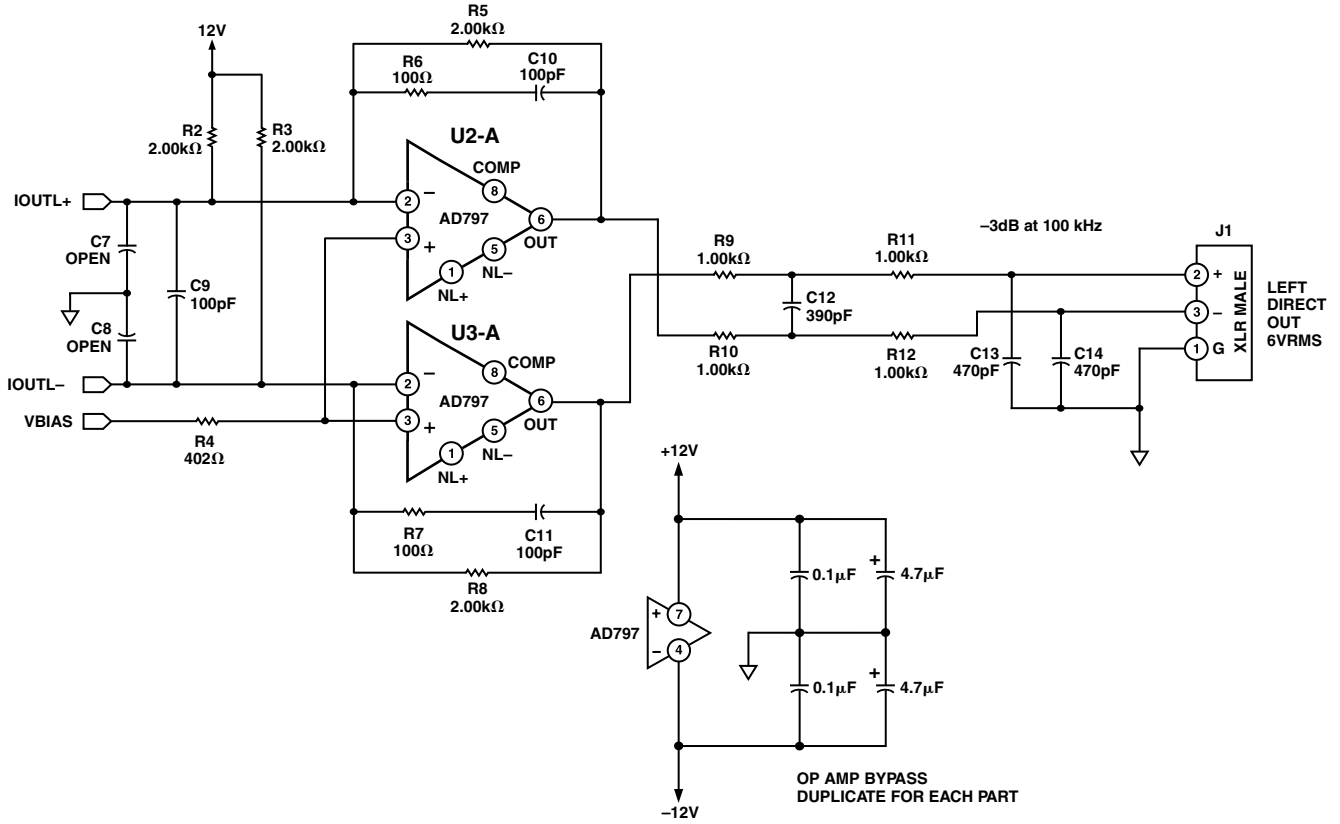 R5
2.00kΩ
12V
R6
100Ω
C10
100pF
R2
2.00kΩ
R3
2.00kΩ
U2-A
COMP
8
IOUTL+
2
–
AD797
6
OUT
3
+
5
NL–
1
NL+
C7
OPEN
C9
100pF
C8
OPEN
R9
1.00kΩ
R11
1.00kΩ
–3dB at 100 kHz
J1
2
+
3
–
1
G
XLR MALE
LEFT
DIRECT
OUT
6VRMS
C12
390pF
R10
1.00kΩ
R12
1.00kΩ
C13
470pF
C14
470pF
U3-A
COMP
8
IOUTL–
2
–
AD797
6
OUT
VBIAS
3
+
5
NL–
1
NL+
R4
402Ω
R7
100Ω
C11
100pF
R8
2.00kΩ
+12V
0.1μF
+
4.7μF
AD797
+
7
–
4
0.1μF
+
4.7μF
–12V
OP AMP BYPASS
DUPLICATE FOR EACH PART